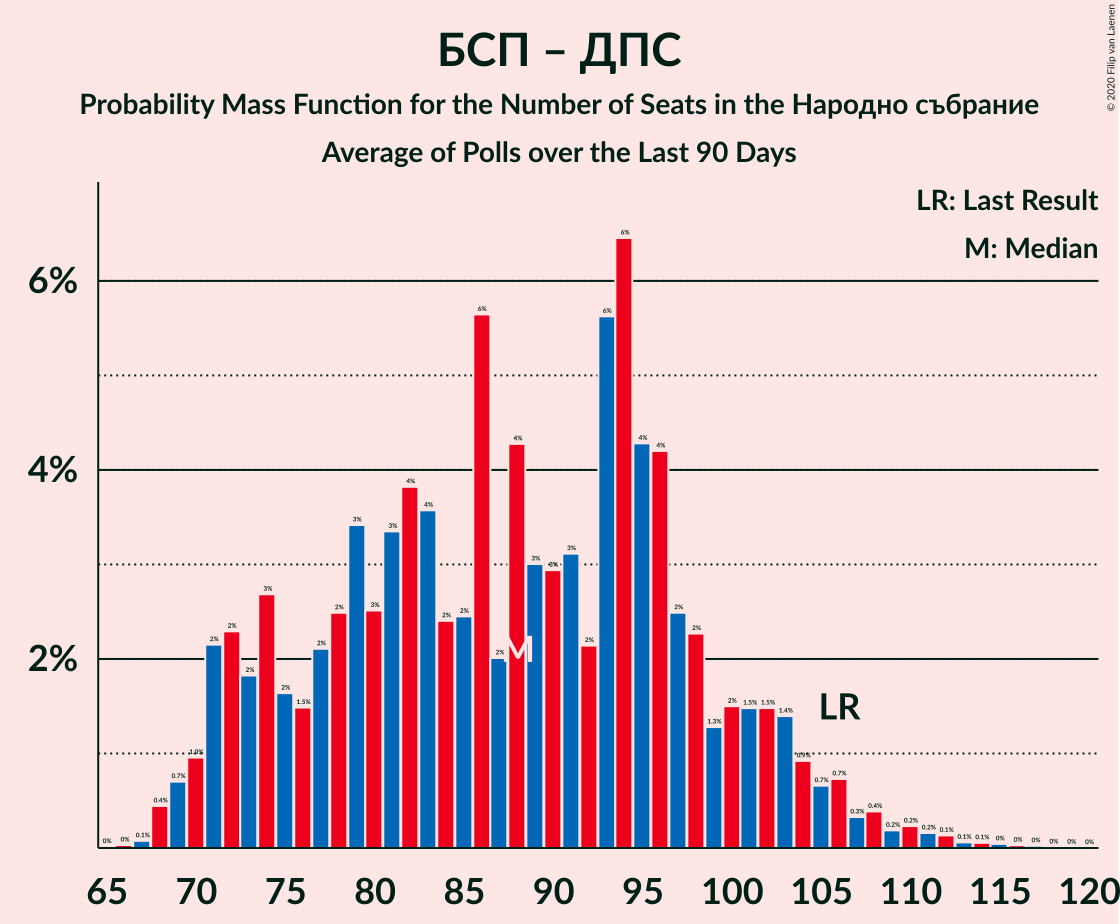 БСП – ДПС
Probability Mass Function for the Number of Seats in the Народно събрание
Average of Polls over the Last 90 Days
© 2020 Filip van Laenen
LR: Last Result
M: Median
6%
4%
2%
0% 0% 0.1% 0.4% 0.7% 1.0% 2% 2% 2% 3% 2% 1.5% 2% 2% 3% 3% 3% 4% 4% 2% 2% 6% 2% 4% 3% 3% 3% 2% 6% 6% 4% 4% 2% 2% 1.3% 2% 1.5% 1.5% 1.4% 0.9% 0.7% 0.7% 0.3% 0.4% 0.2% 0.2% 0.2% 0.1% 0.1% 0.1% 0% 0% 0% 0% 0% 0%
M
LR
65 70 75 80 85 90 95 100 105 110 115 120